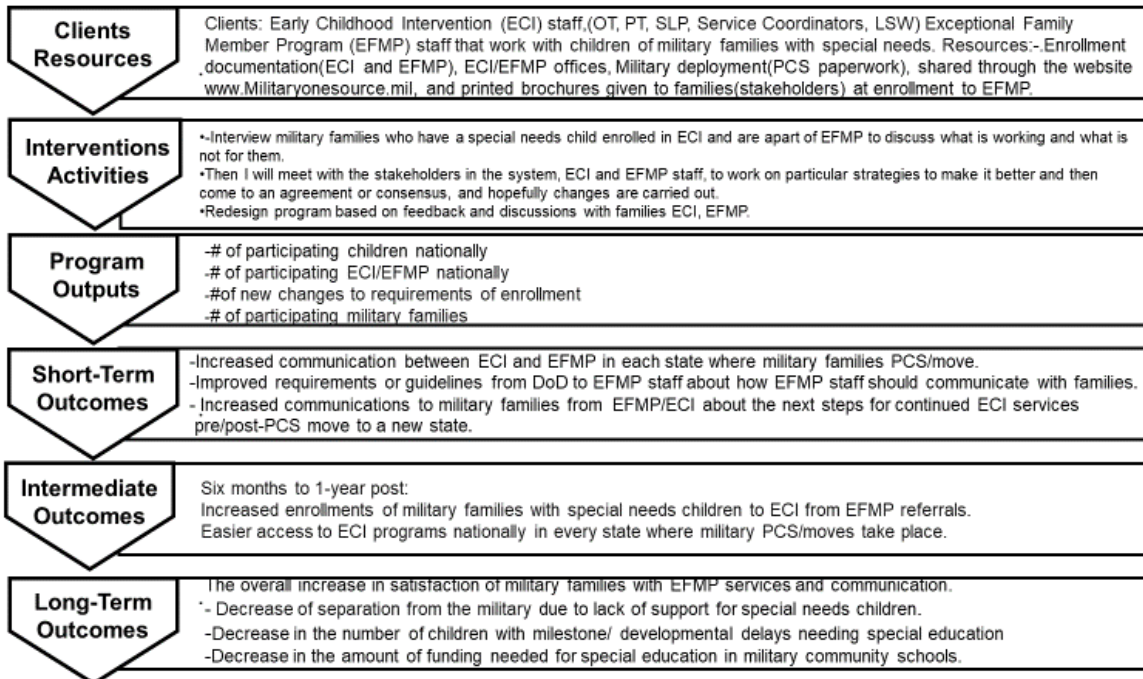 Clients
Resources
Clients: Early Childhood Intervention (ECI) staff,(OT, PT, SLP, Service Coordinators, LSW) Exceptional Family
Member Program (EFMP) staff that work with children of military families with special needs. Resources:-.Enrollment
.documentation(ECI and EFMP), ECI/EFMP offices, Military deployment(PCS paperwork), shared through the website
www.Militaryonesource.mil, and printed brochures given to families(stakeholders) at enrollment to EFMP.
Interventions
Activities
•-Interview military families who have a special needs child enrolled in ECI and are apart of EFMP to discuss what is working and what is
not for them.
•Then I will meet with the stakeholders in the system, ECI and EFMP staff, to work on particular strategies to make it better and then
come to an agreement or consensus, and hopefully changes are carried out.
•Redesign program based on feedback and discussions with families ECI, EFMP.
Program
Outputs
-# of participating children nationally
-# of participating ECI/EFMP nationally
-#of new changes to requirements of enrollment
-# of participating military families
Short-Term
Outcomes
-Increased communication between ECI and EFMP in each state where military families PCS/move.
-Improved requirements or guidelines from DoD to EFMP staff about how EFMP staff should communicate with families.
- Increased communications to military families from EFMP/ECI about the next steps for continued ECI services
pre/post-PCS move to a new state.
Intermediate
Outcomes
Six months to 1-year post:
Increased enrollments of military families with special needs children to ECI from EFMP referrals.
Easier access to ECI programs nationally in every state where military PCS/moves take place.
Long-Term
Outcomes
The overall increase in satisfaction of military families with EFMP services and communication.
- Decrease of separation from the military due to lack of support for special needs children.
-Decrease in the number of children with milestone/ developmental delays needing special education
-Decrease in the amount of funding needed for special education in military community schools.